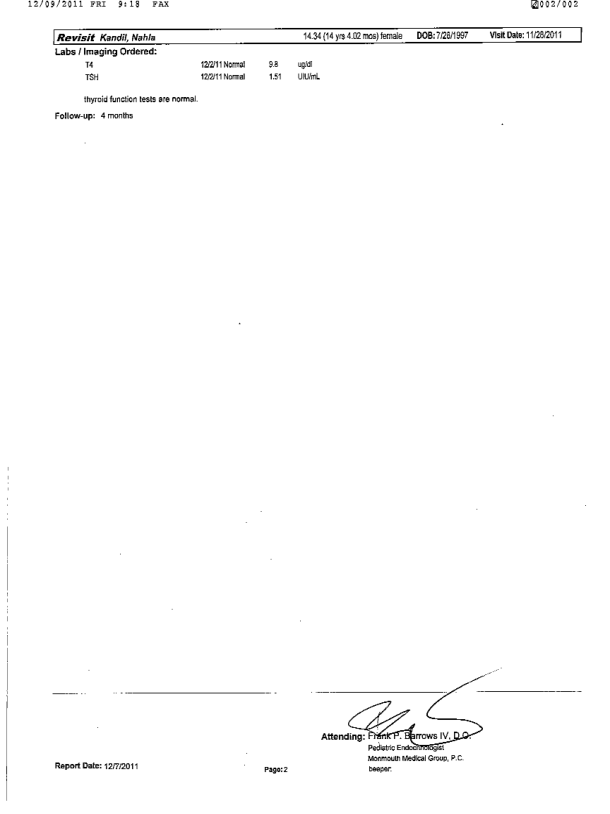 12/09/2011 FRI 9:18 FAX 002/002
Revisit Kandil, Nahla 14.34 (14 yrs 4.02 mos) female DOB: 7/28/1997 Visit Date: 11/28/2011
Labs / Imaging Ordered:
T4 12/2/11 Normal 9.8 ug/dl
TSH 12/2/11 Normal 1.51 UIU/mL
thyroid function tests are normal.
Follow-up: 4 months
Attending: Frank P. Barrows IV, D.O.
Pediatric Endocrinologist
Monmouth Medical Group, P.C.
Report Date: 12/7/2011 Page: 2 beeper: